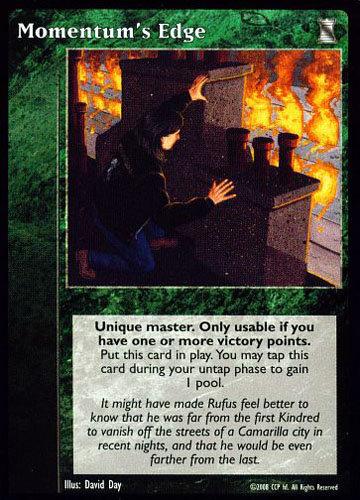 Momentum's Edge
Unique master. Only usable if you
have one or more victory points.
Put this card in play. You may tap this
card during your untap phase to gain
1 pool.
It might have made Rufus feel better to
know that he was far from the first Kindred
to vanish off the streets of a Camarilla city in
recent nights, and that he would be even
farther from the last.
Illus: David Day
©2008 CCP hf. All Rights Reserved